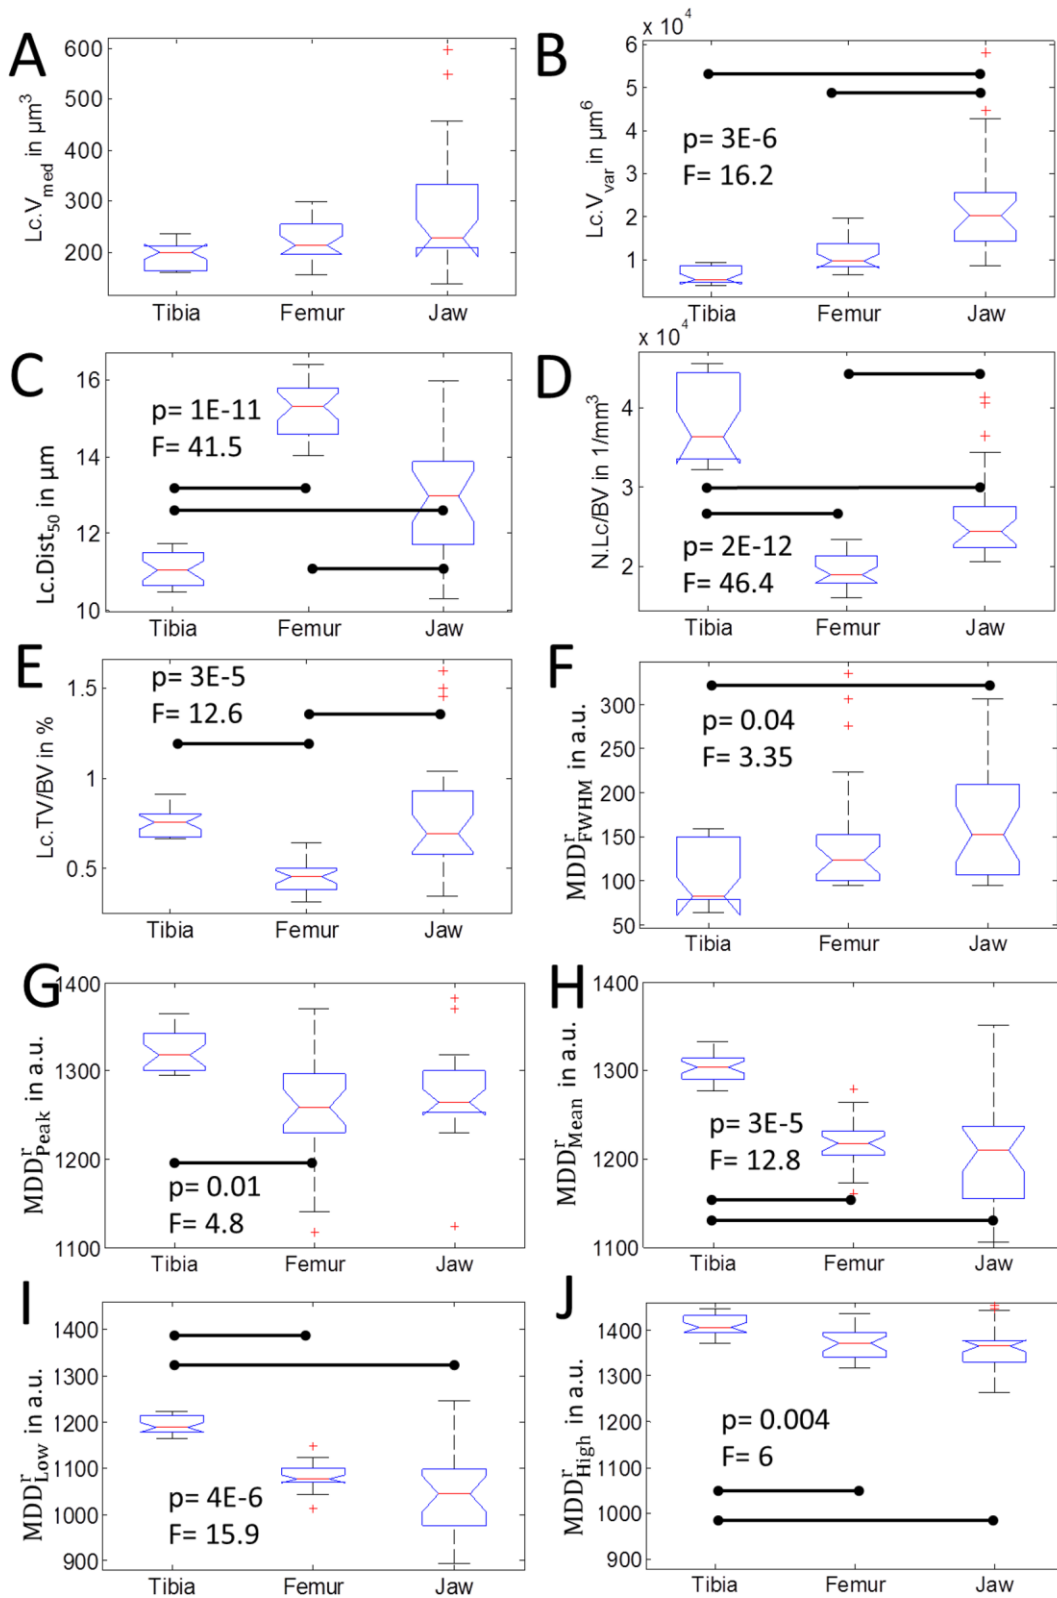 A
Lc.V_med in µm³
600
500
400
300
200
Tibia Femur Jaw
B
x 10⁴
Lc.V_var in µm⁶
6
5
4
3
2
1
p= 3E-6
F= 16.2
Tibia Femur Jaw
C
Lc.Dist₅₀ in µm
16
14
12
10
p= 1E-11
F= 41.5
Tibia Femur Jaw
D
x 10⁴
N.Lc/BV in 1/mm³
4
3
2
p= 2E-12
F= 46.4
Tibia Femur Jaw
E
Lc.TV/BV in %
1.5
1
0.5
p= 3E-5
F= 12.6
Tibia Femur Jaw
F
MDD^r_FWHM in a.u.
300
250
200
150
100
50
p= 0.04
F= 3.35
Tibia Femur Jaw
G
MDD^r_Peak in a.u.
1400
1300
1200
1100
p= 0.01
F= 4.8
Tibia Femur Jaw
H
MDD^r_Mean in a.u.
1400
1300
1200
1100
p= 3E-5
F= 12.8
Tibia Femur Jaw
I
MDD^r_Low in a.u.
1400
1300
1200
1100
1000
900
p= 4E-6
F= 15.9
Tibia Femur Jaw
J
MDD^r_High in a.u.
1400
1300
1200
1100
1000
900
p= 0.004
F= 6
Tibia Femur Jaw